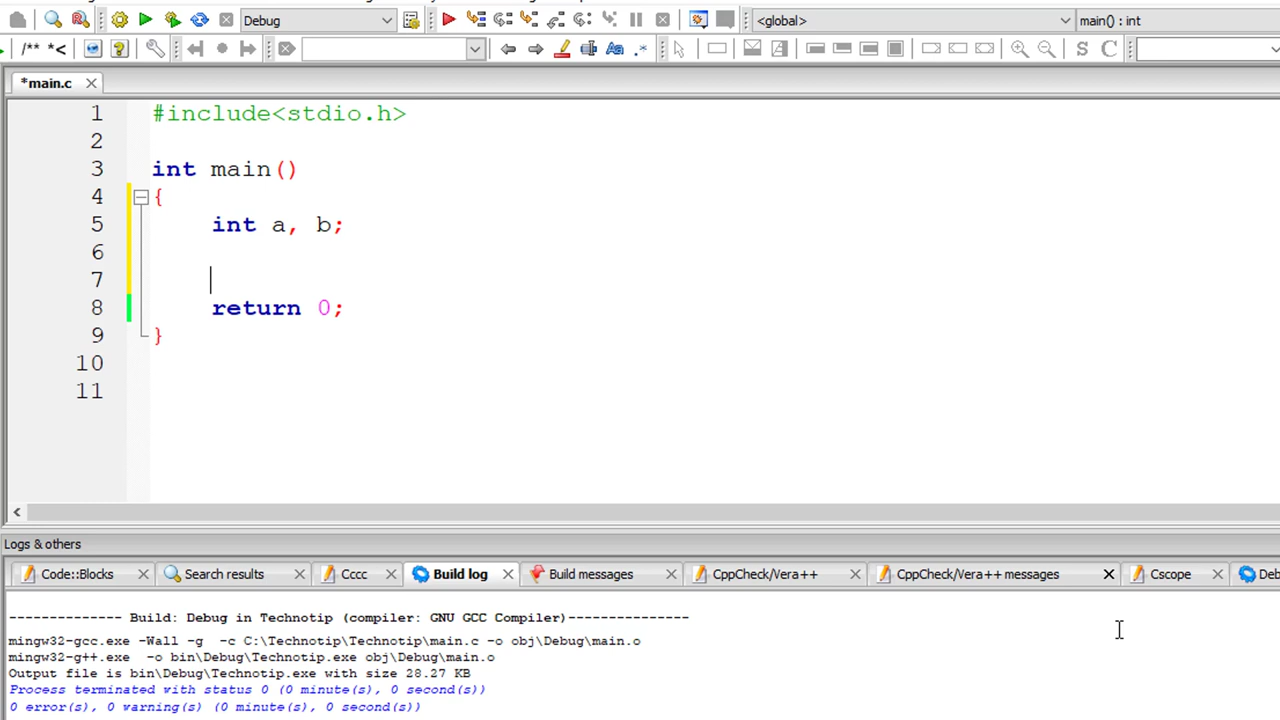 Debug
<global>
main() : int
/** *<
Aa
.*
S
C
*main.c
1 #include<stdio.h>
2
3 int main()
4 {
5 int a, b;
6
7
8 return 0;
9 }
10
11
Logs & others
Code::Blocks
Search results
Cccc
Build log
Build messages
CppCheck/Vera++
CppCheck/Vera++ messages
Cscope
-------------- Build: Debug in Technotip (compiler: GNU GCC Compiler)---------------
mingw32-gcc.exe -Wall -g  -c C:\Technotip\Technotip\main.c -o obj\Debug\main.o
mingw32-g++.exe  -o bin\Debug\Technotip.exe obj\Debug\main.o
Output file is bin\Debug\Technotip.exe with size 28.27 KB
Process terminated with status 0 (0 minute(s), 0 second(s))
0 error(s), 0 warning(s) (0 minute(s), 0 second(s))